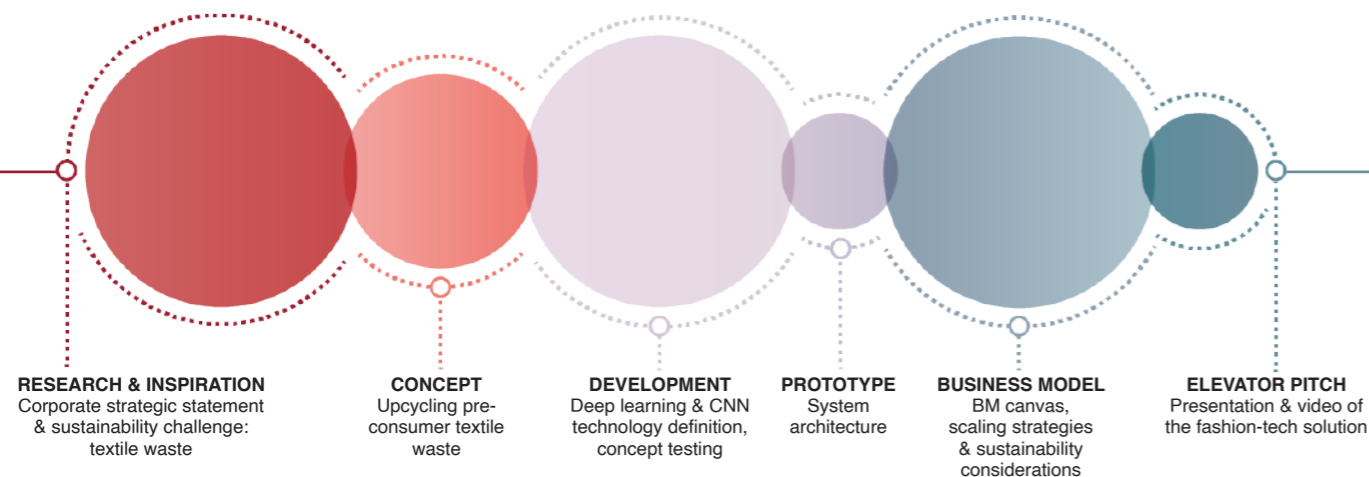 RESEARCH & INSPIRATION
Corporate strategic statement
& sustainability challenge:
textile waste
CONCEPT
Upcycling pre-
consumer textile
waste
DEVELOPMENT
Deep learning & CNN
technology definition,
concept testing
PROTOTYPE
System
architecture
BUSINESS MODEL
BM canvas,
scaling strategies
& sustainability
considerations
ELEVATOR PITCH
Presentation & video of
the fashion-tech solution